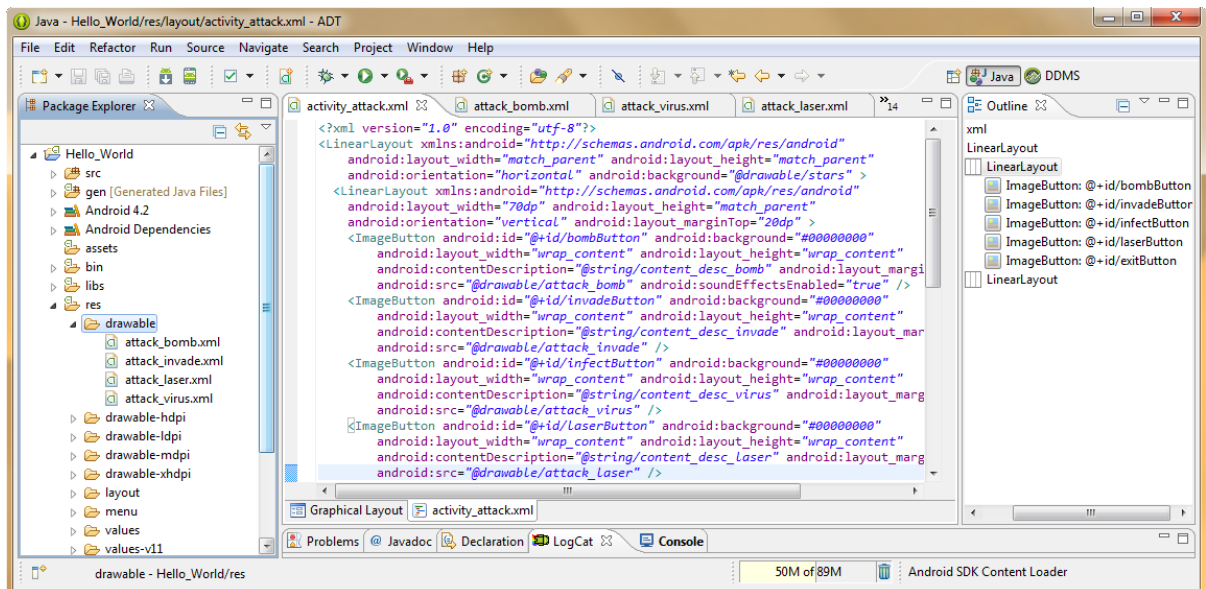 Java - Hello_World/res/layout/activity_attack.xml - ADT
File Edit Refactor Run Source Navigate Search Project Window Help
Java DDMS
Package Explorer
Hello_World
src
gen [Generated Java Files]
Android 4.2
Android Dependencies
assets
bin
libs
res
drawable
attack_bomb.xml
attack_invade.xml
attack_laser.xml
attack_virus.xml
drawable-hdpi
drawable-ldpi
drawable-mdpi
drawable-xhdpi
layout
menu
values
values-v11
activity_attack.xml attack_bomb.xml attack_virus.xml attack_laser.xml »14
<?xml version="1.0" encoding="utf-8"?>
<LinearLayout xmlns:android="http://schemas.android.com/apk/res/android"
android:layout_width="match_parent" android:layout_height="match_parent"
android:orientation="horizontal" android:background="@drawable/stars" >
<LinearLayout xmlns:android="http://schemas.android.com/apk/res/android"
android:layout_width="70dp" android:layout_height="match_parent"
android:orientation="vertical" android:layout_marginTop="20dp" >
<ImageButton android:id="@+id/bombButton" android:background="#00000000"
android:layout_width="wrap_content" android:layout_height="wrap_content"
android:contentDescription="@string/content_desc_bomb" android:layout_margi
android:src="@drawable/attack_bomb" android:soundEffectsEnabled="true" />
<ImageButton android:id="@+id/invadeButton" android:background="#00000000"
android:layout_width="wrap_content" android:layout_height="wrap_content"
android:contentDescription="@string/content_desc_invade" android:layout_mar
android:src="@drawable/attack_invade" />
<ImageButton android:id="@+id/infectButton" android:background="#00000000"
android:layout_width="wrap_content" android:layout_height="wrap_content"
android:contentDescription="@string/content_desc_virus" android:layout_marg
android:src="@drawable/attack_virus" />
<ImageButton android:id="@+id/laserButton" android:background="#00000000"
android:layout_width="wrap_content" android:layout_height="wrap_content"
android:contentDescription="@string/content_desc_laser" android:layout_marg
android:src="@drawable/attack_laser" />
Graphical Layout activity_attack.xml
Outline
xml
LinearLayout
LinearLayout
ImageButton: @+id/bombButton
ImageButton: @+id/invadeButtor
ImageButton: @+id/infectButton
ImageButton: @+id/laserButton
ImageButton: @+id/exitButton
LinearLayout
Problems @ Javadoc Declaration LogCat Console
drawable - Hello_World/res
50M of 89M
Android SDK Content Loader